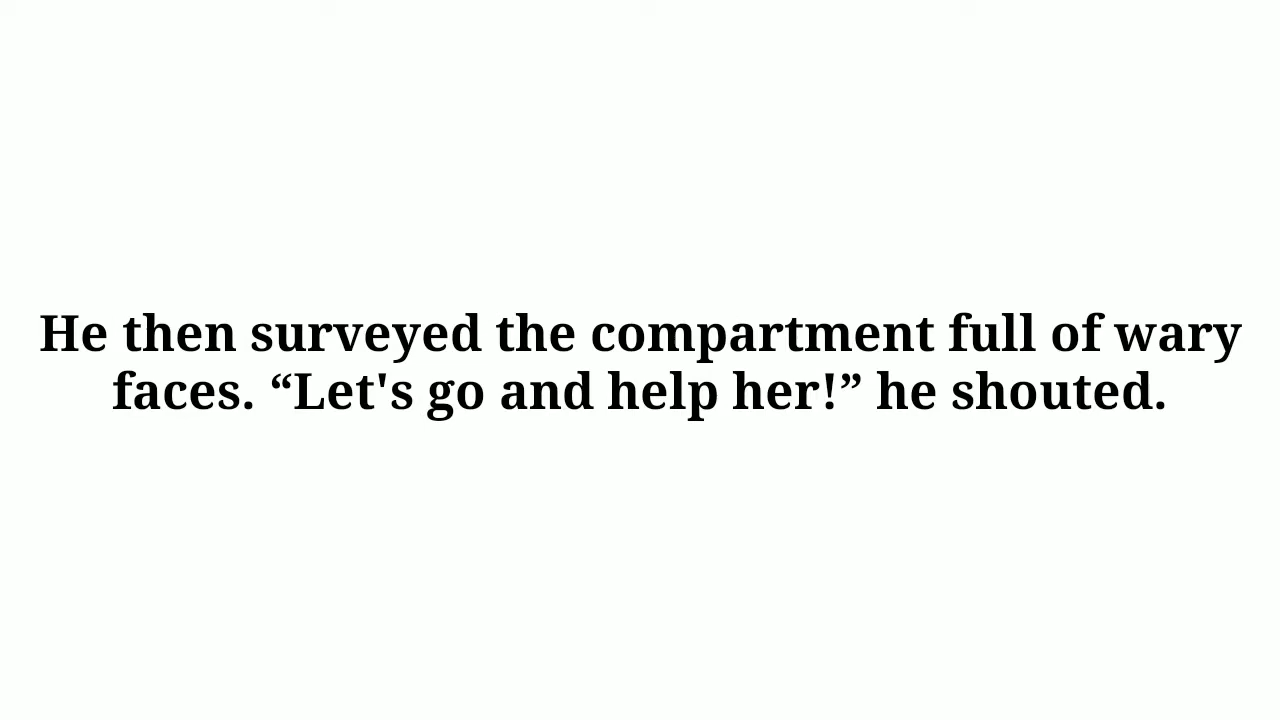 He then surveyed the compartment full of wary
faces. “Let's go and help her!” he shouted.